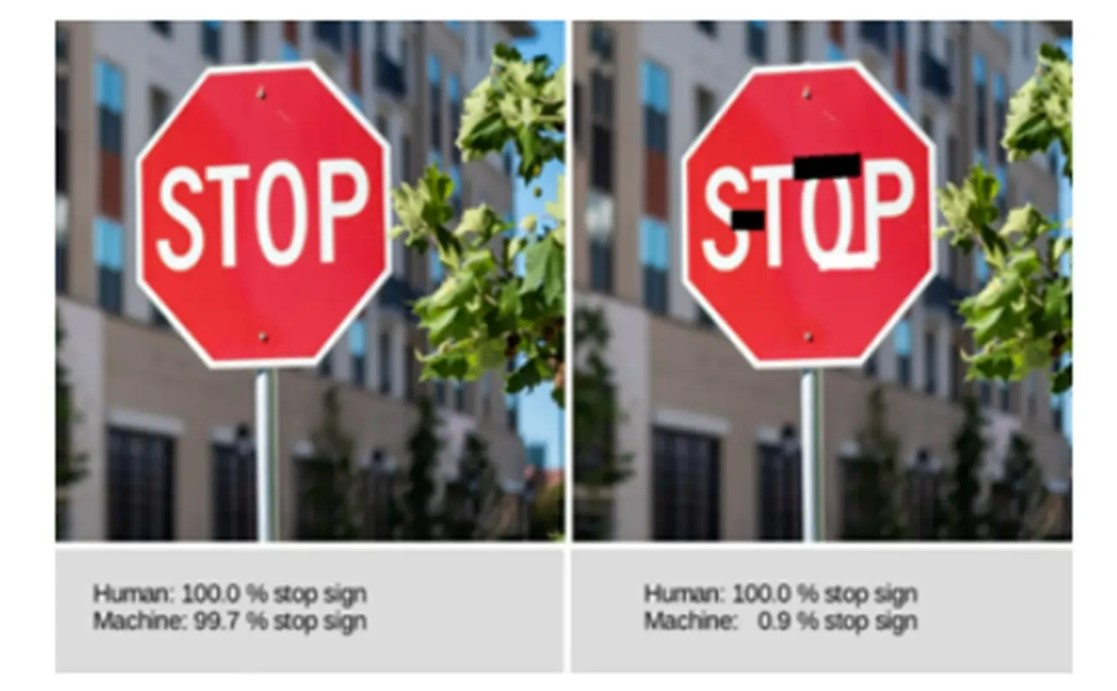 STOP
STOP
Human: 100.0 % stop sign
Machine: 99.7 % stop sign
Human: 100.0 % stop sign
Machine: 0.9 % stop sign